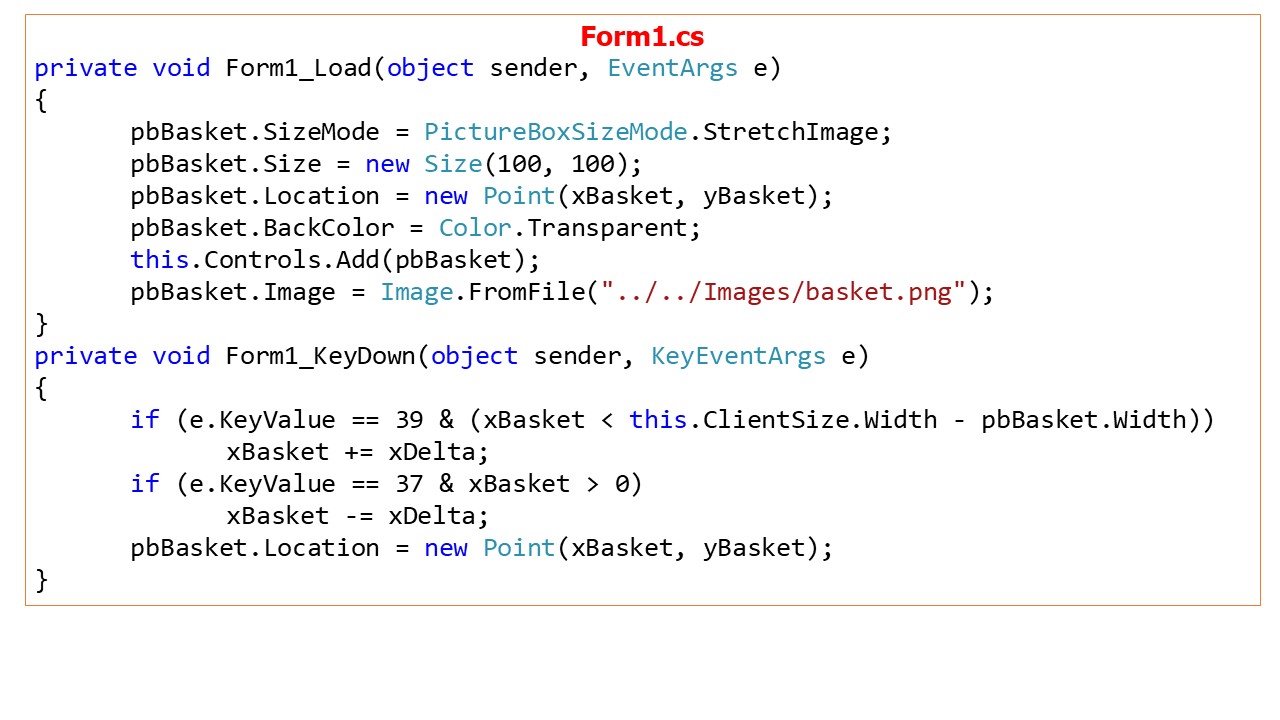 Form1.cs
private void Form1_Load(object sender, EventArgs e)
{
pbBasket.SizeMode = PictureBoxSizeMode.StretchImage;
pbBasket.Size = new Size(100, 100);
pbBasket.Location = new Point(xBasket, yBasket);
pbBasket.BackColor = Color.Transparent;
this.Controls.Add(pbBasket);
pbBasket.Image = Image.FromFile("../../Images/basket.png");
}
private void Form1_KeyDown(object sender, KeyEventArgs e)
{
if (e.KeyValue == 39 & (xBasket < this.ClientSize.Width - pbBasket.Width))
xBasket += xDelta;
if (e.KeyValue == 37 & xBasket > 0)
xBasket -= xDelta;
pbBasket.Location = new Point(xBasket, yBasket);
}